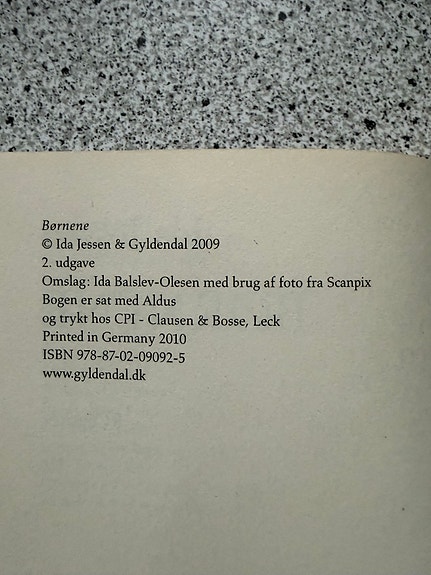 Børnene
© Ida Jessen & Gyldendal 2009
2. udgave
Omslag: Ida Balslev-Olesen med brug af foto fra Scanpix
Bogen er sat med Aldus
og trykt hos CPI - Clausen & Bosse, Leck
Printed in Germany 2010
ISBN 978-87-02-09092-5
www.gyldendal.dk